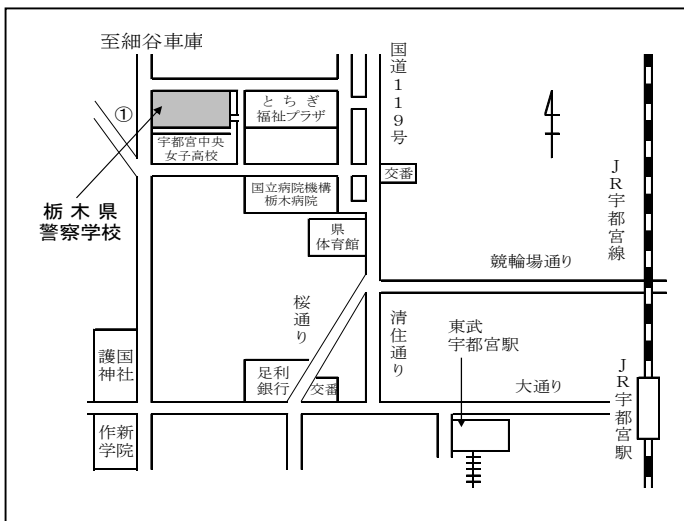 至細谷車庫
国道119号
①
とちぎ
福祉プラザ
宇都宮中央
女子高校
交番
国立病院機構
栃木病院
栃木県
警察学校
県
体育館
JR宇都宮線
競輪場通り
桜通り
清住通り
東武
宇都宮駅
護国
神社
足利
銀行
交番
大通り
JR宇都宮駅
作新
学院